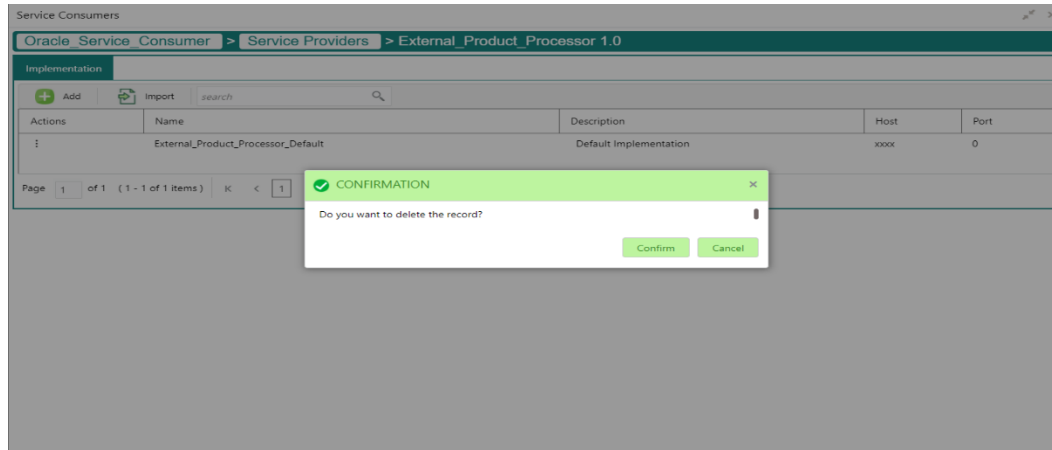 Service Consumers
Oracle_Service_Consumer > Service Providers > External_Product_Processor 1.0
Implementation
Add Import search
Actions Name Description Host Port
External_Product_Processor_Default Default Implementation xxxx 0
Page 1 of 1 (1 - 1 of 1 items) K < 1
CONFIRMATION
Do you want to delete the record?
Confirm Cancel